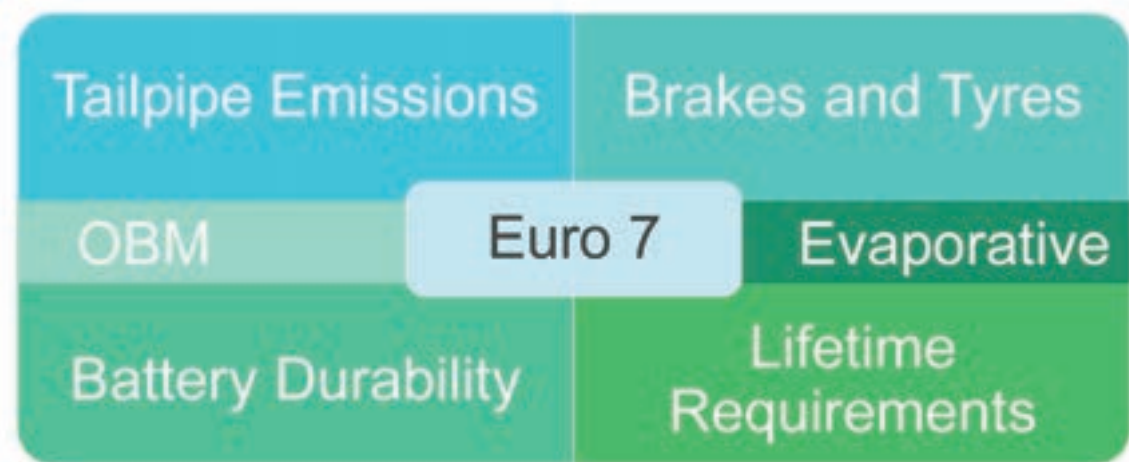 Tailpipe Emissions
Brakes and Tyres
OBM
Euro 7
Evaporative
Battery Durability
Lifetime
Requirements